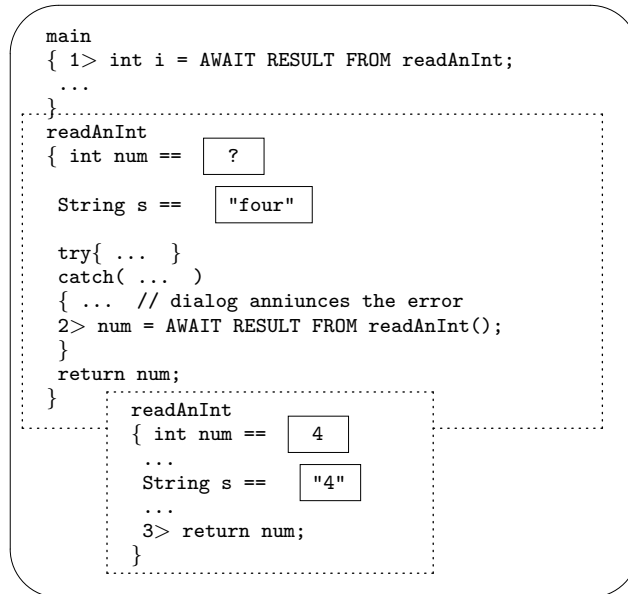 main
{ 1> int i = AWAIT RESULT FROM readAnInt;
...
}
readAnInt
{ int num == ?
String s == "four"
try{ ... }
catch( ... )
{ ... // dialog anniunces the error
2> num = AWAIT RESULT FROM readAnInt();
}
return num;
}
readAnInt
{ int num == 4
...
String s == "4"
...
3> return num;
}